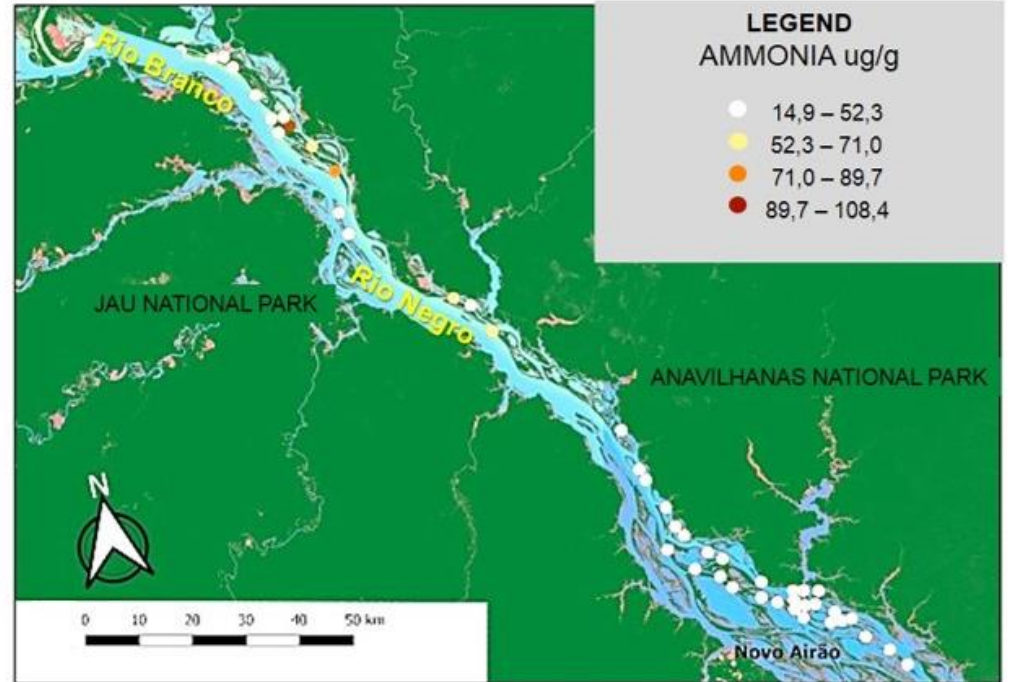 LEGEND
AMMONIA ug/g
14,9 – 52,3
52,3 – 71,0
71,0 – 89,7
89,7 – 108,4
Rio Branco
Rio Negro
JAU NATIONAL PARK
ANAVILHANAS NATIONAL PARK
N
0 10 20 30 40 50 km
Novo Airão